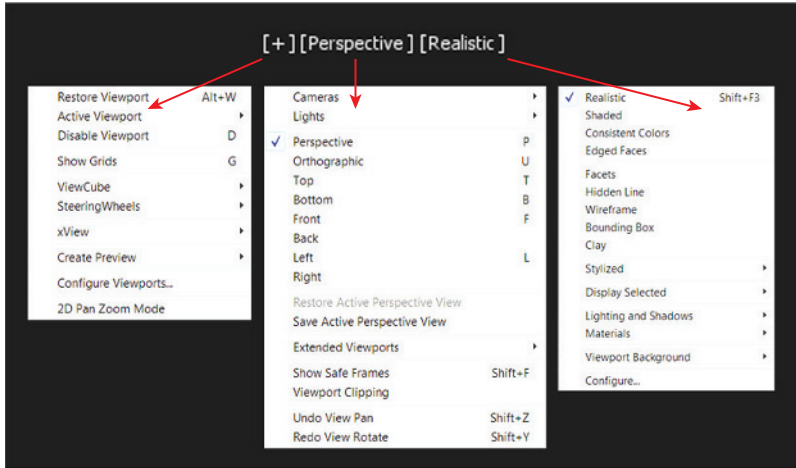 [+][Perspective][Realistic]
Restore Viewport Alt+W
Active Viewport
Disable Viewport D
Show Grids G
ViewCube
SteeringWheels
xView
Create Preview
Configure Viewports...
2D Pan Zoom Mode
Cameras
Lights
Perspective P
Orthographic U
Top T
Bottom B
Front F
Back
Left L
Right
Restore Active Perspective View
Save Active Perspective View
Extended Viewports
Show Safe Frames Shift+F
Viewport Clipping
Undo View Pan Shift+Z
Redo View Rotate Shift+Y
Realistic Shift+F3
Shaded
Consistent Colors
Edged Faces
Facets
Hidden Line
Wireframe
Bounding Box
Clay
Stylized
Display Selected
Lighting and Shadows
Materials
Viewport Background
Configure...